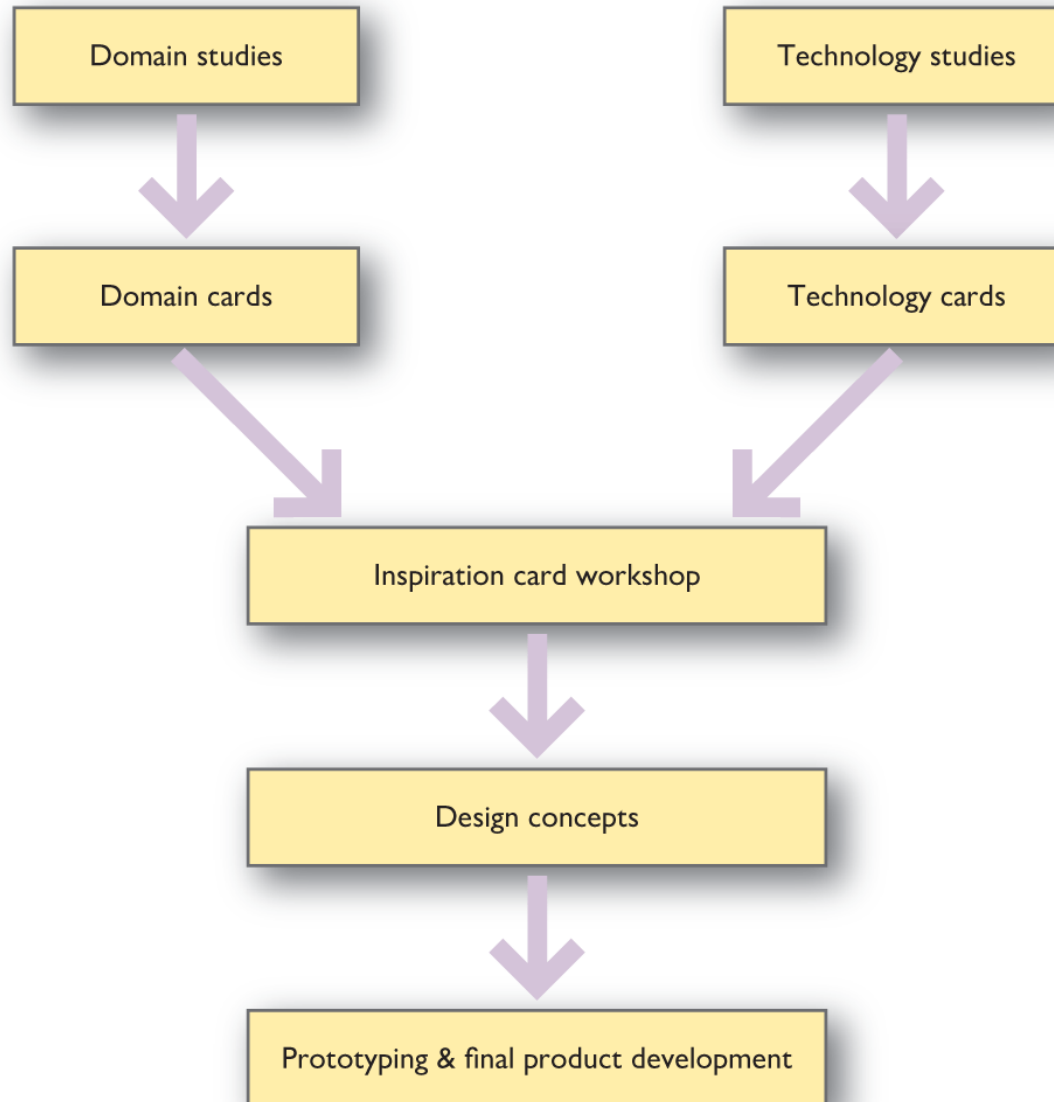 Domain studies
Technology studies
Domain cards
Technology cards
Inspiration card workshop
Design concepts
Prototyping & final product development